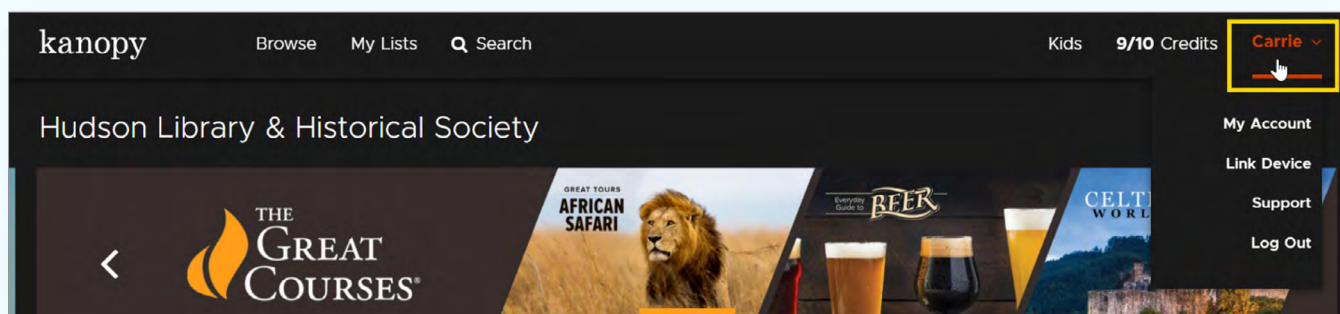 kanopy Browse My Lists Search Kids 9/10 Credits Carrie
My Account
Link Device
Support
Log Out
Hudson Library & Historical Society
THE
GREAT
COURSES®
GREAT TOURS
AFRICAN
SAFARI
Everyday
Guide to
BEER